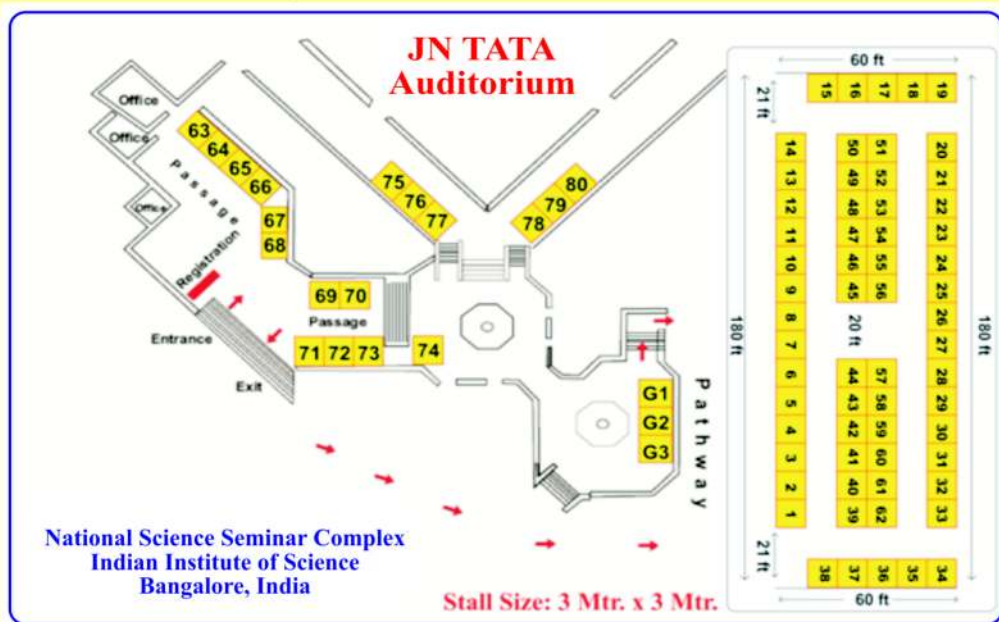 JN TATA
Auditorium
Office
Office
Office
Passage
Registration
Entrance
Exit
63
64
65
66
67
68
69 70
Passage
71 72 73
74
75
76
77
78
79
80
G1
G2
G3
Pathway
60 ft
15 16 17 18 19
21 ft
180 ft
180 ft
14 50 51 20
13 49 52 21
12 48 53 22
11 47 54 23
10 46 55 24
9 45 56 25
8 26
20 ft
7 27
6 44 57 28
5 43 58 29
4 42 59 30
3 41 60 31
2 40 61 32
1 39 62 33
21 ft
38 37 36 35 34
60 ft
National Science Seminar Complex
Indian Institute of Science
Bangalore, India
Stall Size: 3 Mtr. x 3 Mtr.